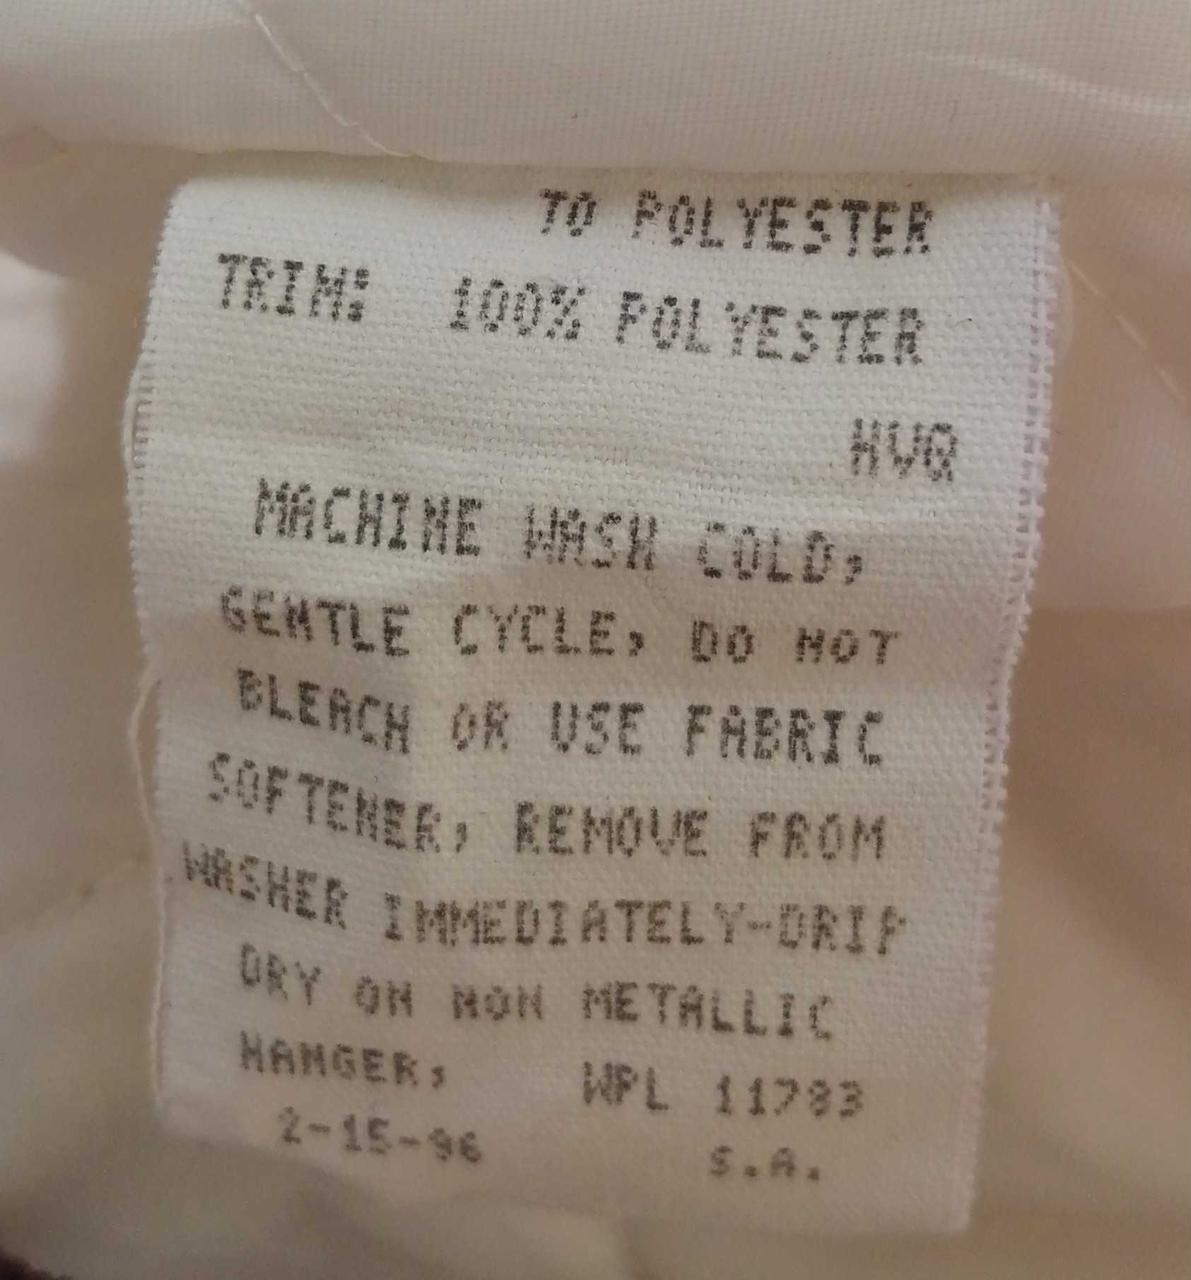 TO POLYESTER
TRIM: 100% POLYESTER
HVQ
MACHINE WASH COLD,
GENTLE CYCLE, DO NOT
BLEACH OR USE FABRIC
SOFTENER, REMOVE FROM
WASHER IMMEDIATELY-DRIP
DRY ON NON METALLIC
HANGER, WPL 11783
2-15-96 S.A.